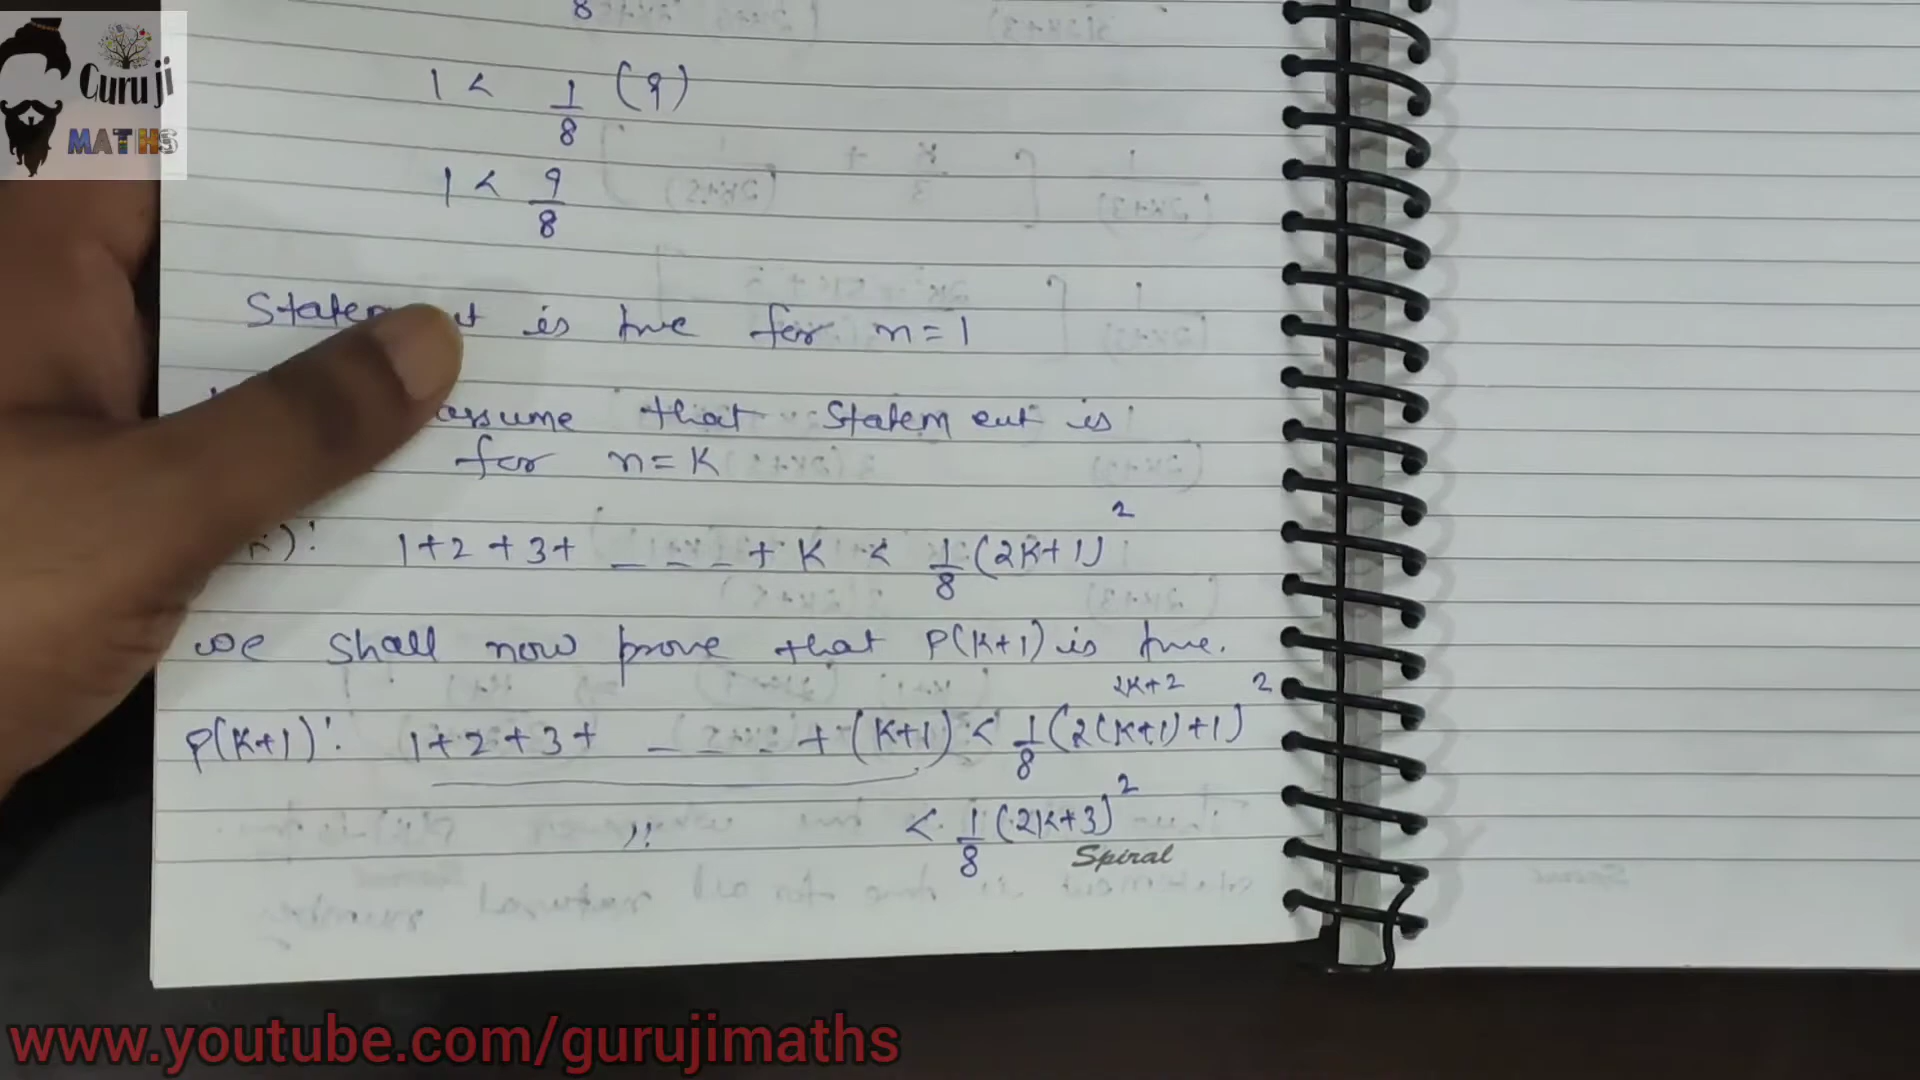 8
Guruji
MATHS
1 < 1/8 (9)
1 < 9/8
Statement is true for n=1
assume that Statement is
for n=K
1+2+3+ _ _ _ + K < 1/8 (2K+1)²
we shall now prove that P(K+1) is true.
2K+2
P(K+1): 1+2+3+ _ _ _ _ + (K+1) < 1/8 (2(K+1)+1)²
< 1/8 (2K+3)²
Spiral
www.youtube.com/gurujimaths